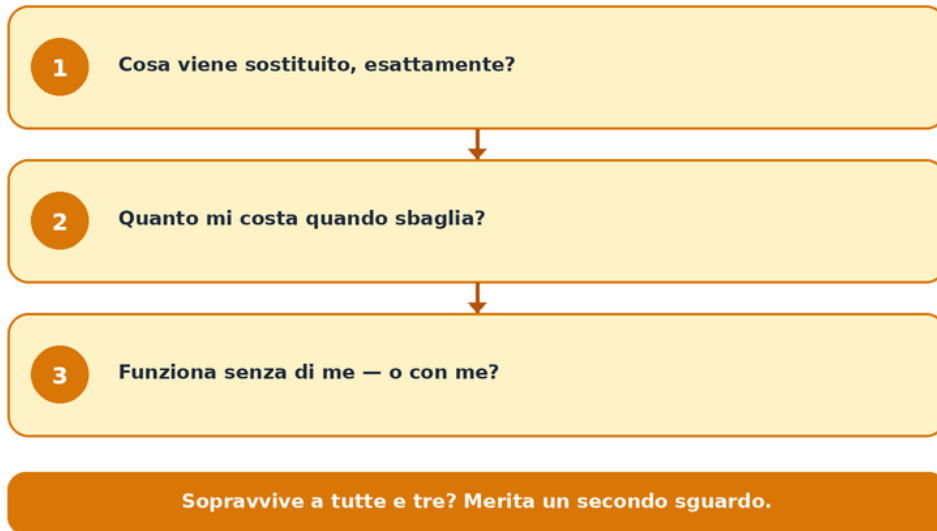 1
Cosa viene sostituito, esattamente?
2
Quanto mi costa quando sbaglia?
3
Funziona senza di me — o con me?
Sopravvive a tutte e tre? Merita un secondo sguardo.